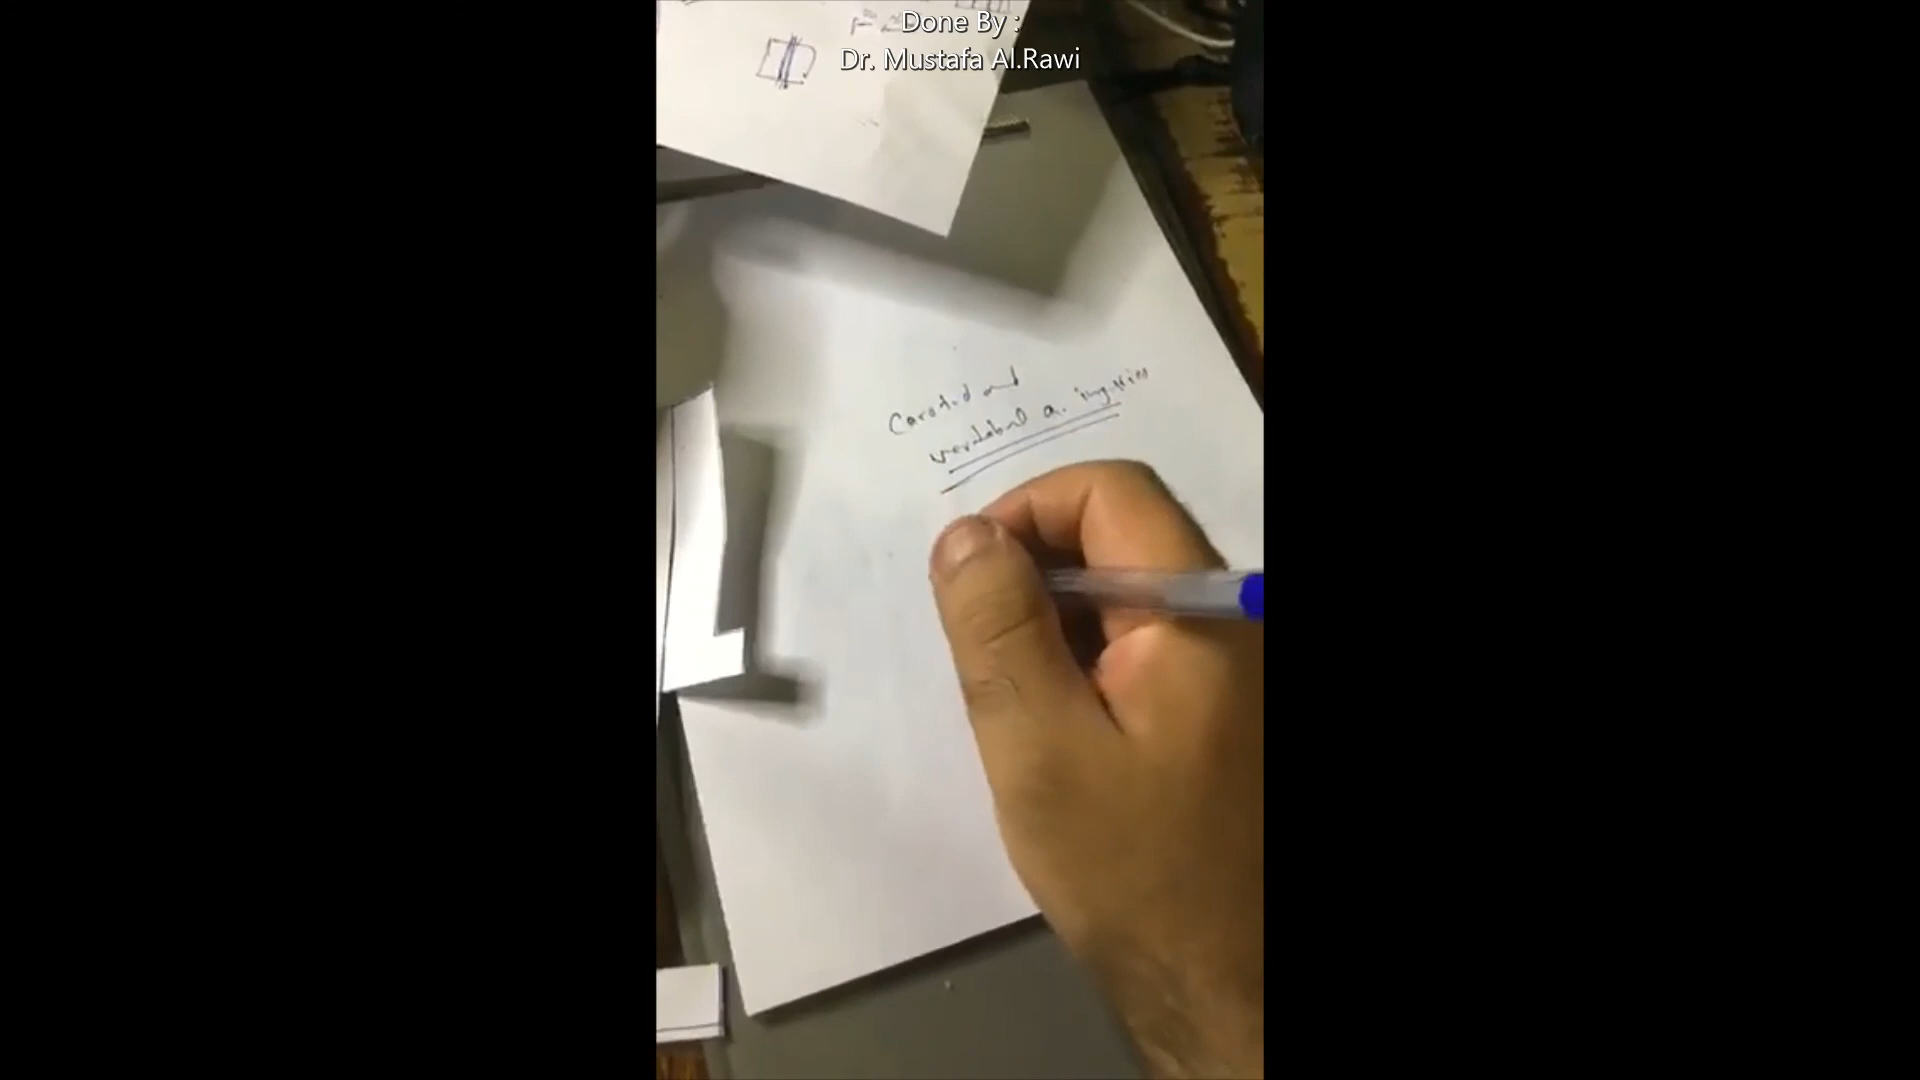 Done By :
Dr. Mustafa Al.Rawi
Carotid and
vertebral a. injuries